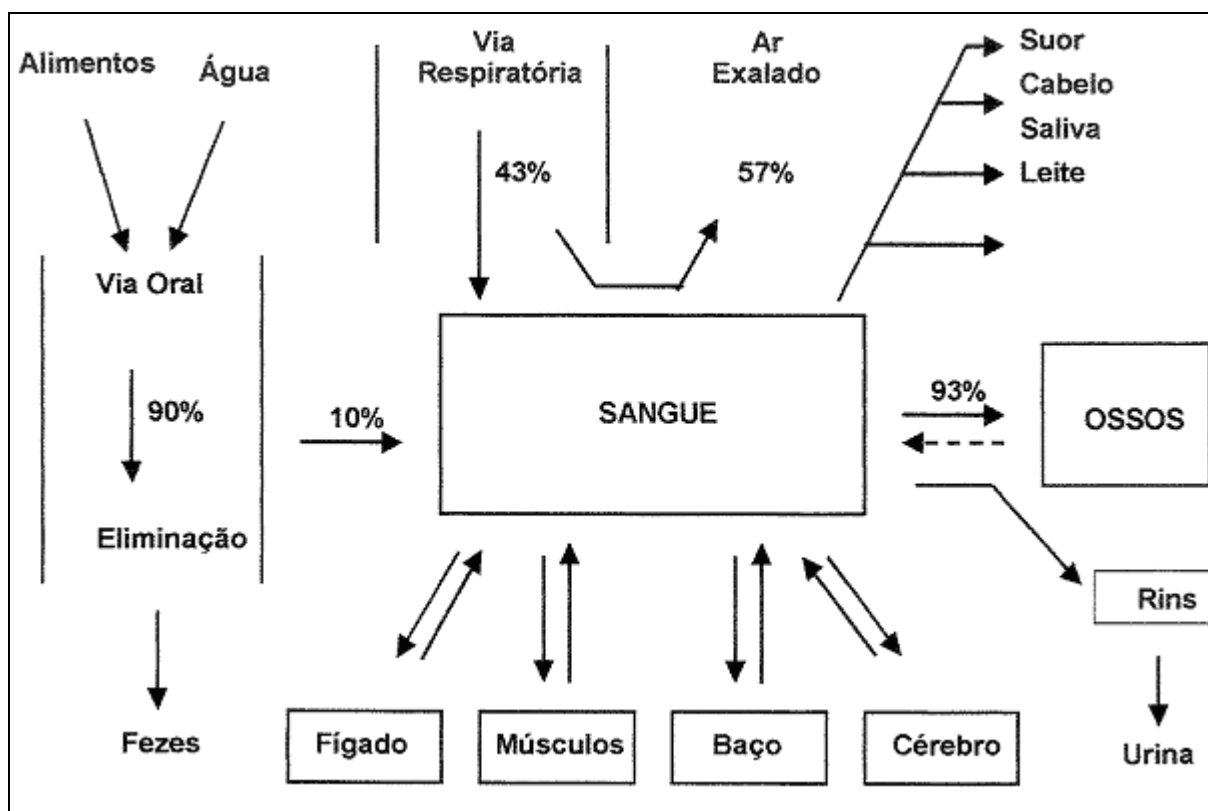 Alimentos
Água
Via
Respiratória
Ar
Exalado
Suor
Cabelo
Saliva
Leite
43%
57%
Via Oral
90%
10%
SANGUE
93%
OSSOS
Eliminação
Rins
Fezes
Fígado
Músculos
Baço
Cérebro
Urina